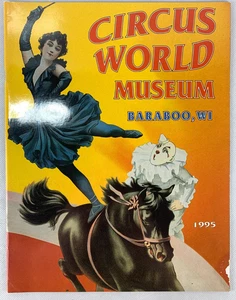 CIRCUS
WORLD
MUSEUM
BARABOO, WI
1995